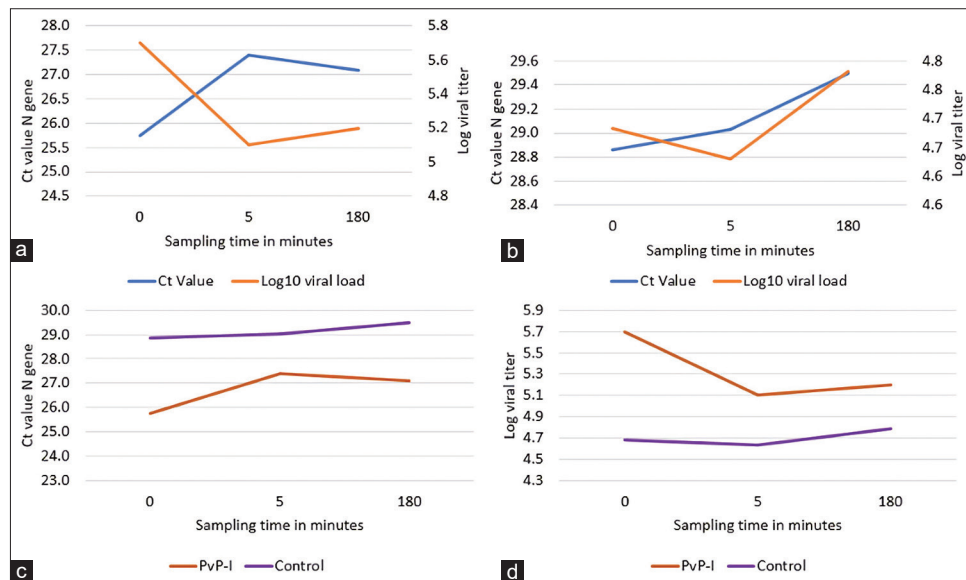 28.0
27.5
27.0
26.5
26.0
25.5
25.0
24.5
Ct value N gene
5.8
5.6
5.4
5.2
5
4.8
Log viral titer
0 5 180
Sampling time in minutes
a
Ct Value Log10 viral load
29.6
29.4
29.2
29.0
28.8
28.6
28.4
Ct value N gene
4.8
4.8
4.7
4.7
4.6
4.6
Log viral titer
0 5 180
Sampling time in minutes
b
Ct Value Log10 viral load
30.0
29.0
28.0
27.0
26.0
25.0
24.0
23.0
Ct value N gene
0 5 180
Sampling time in minutes
c
PvP-I Control
5.9
5.7
5.5
5.3
5.1
4.9
4.7
4.5
4.3
Log viral titer
0 5 180
Sampling time in minutes
d
PvP-I Control